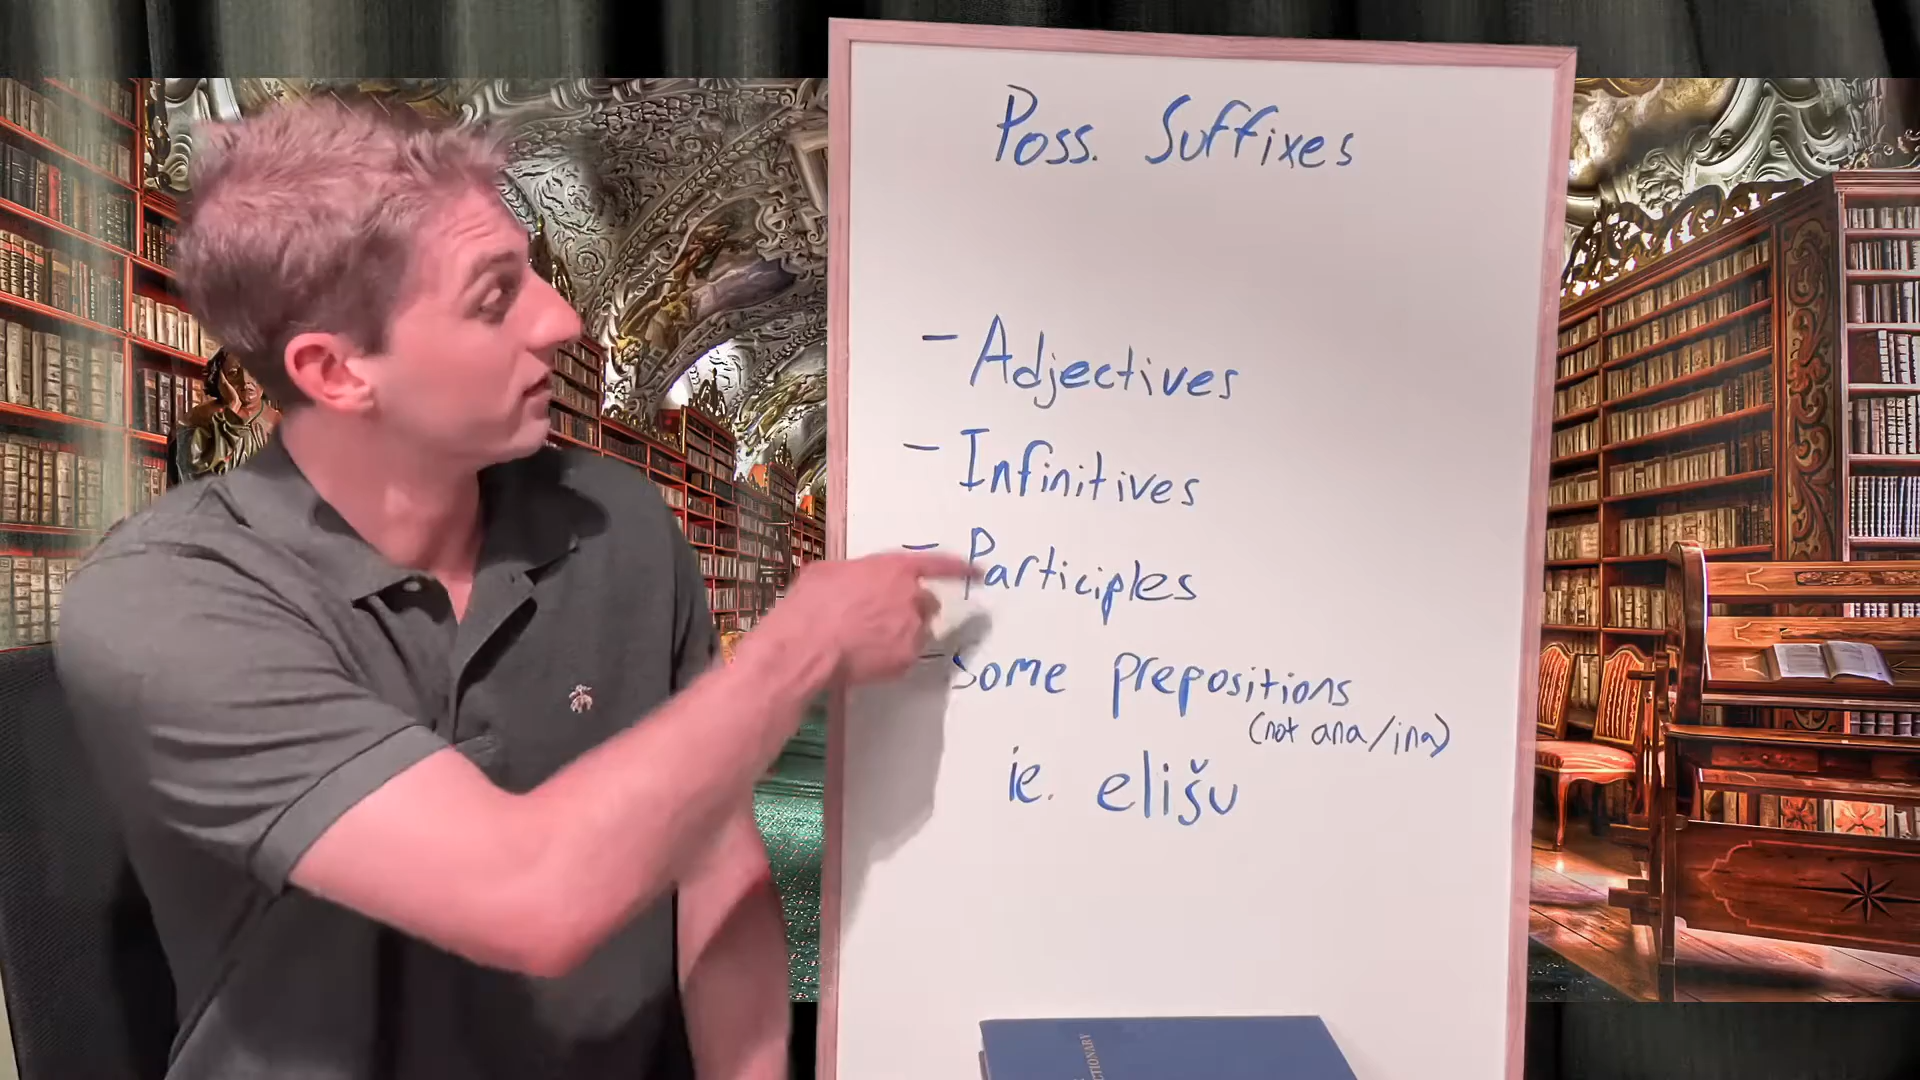 Poss. Suffixes
- Adjectives
- Infinitives
- Participles
- Some prepositions
(not ana/ina)
ie. elišu